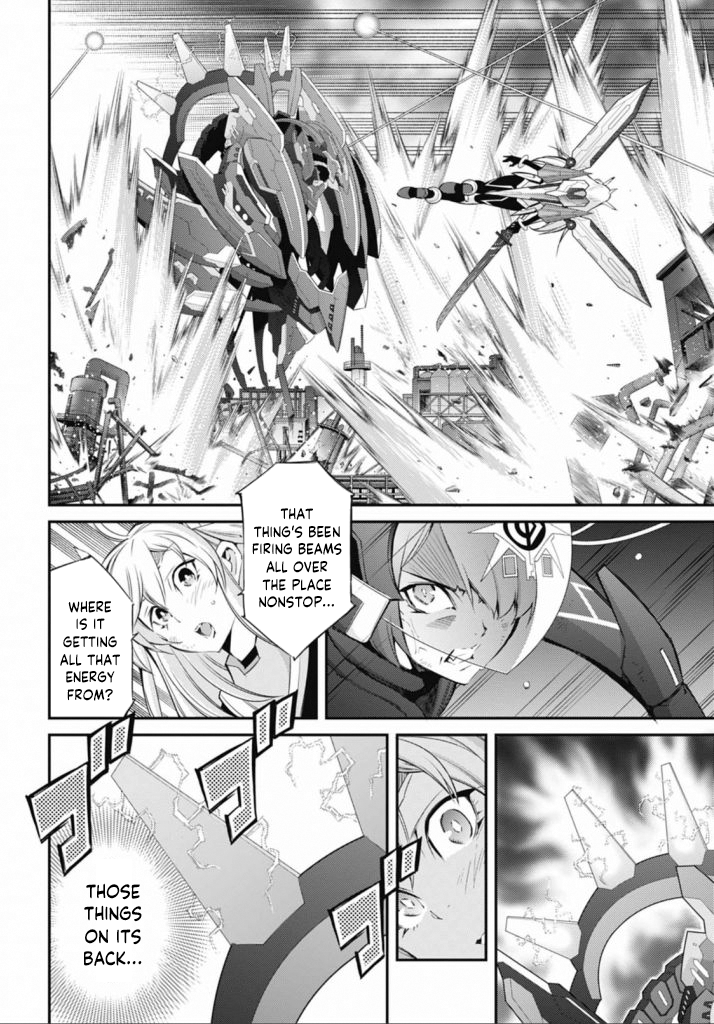 THAT
THING'S BEEN
FIRING BEAMS
ALL OVER
THE PLACE
NONSTOP...
WHERE
IS IT
GETTING
ALL THAT
ENERGY
FROM?
ゴ"
ゴ"
ゴ"
THOSE
THINGS
ON ITS
BACK...